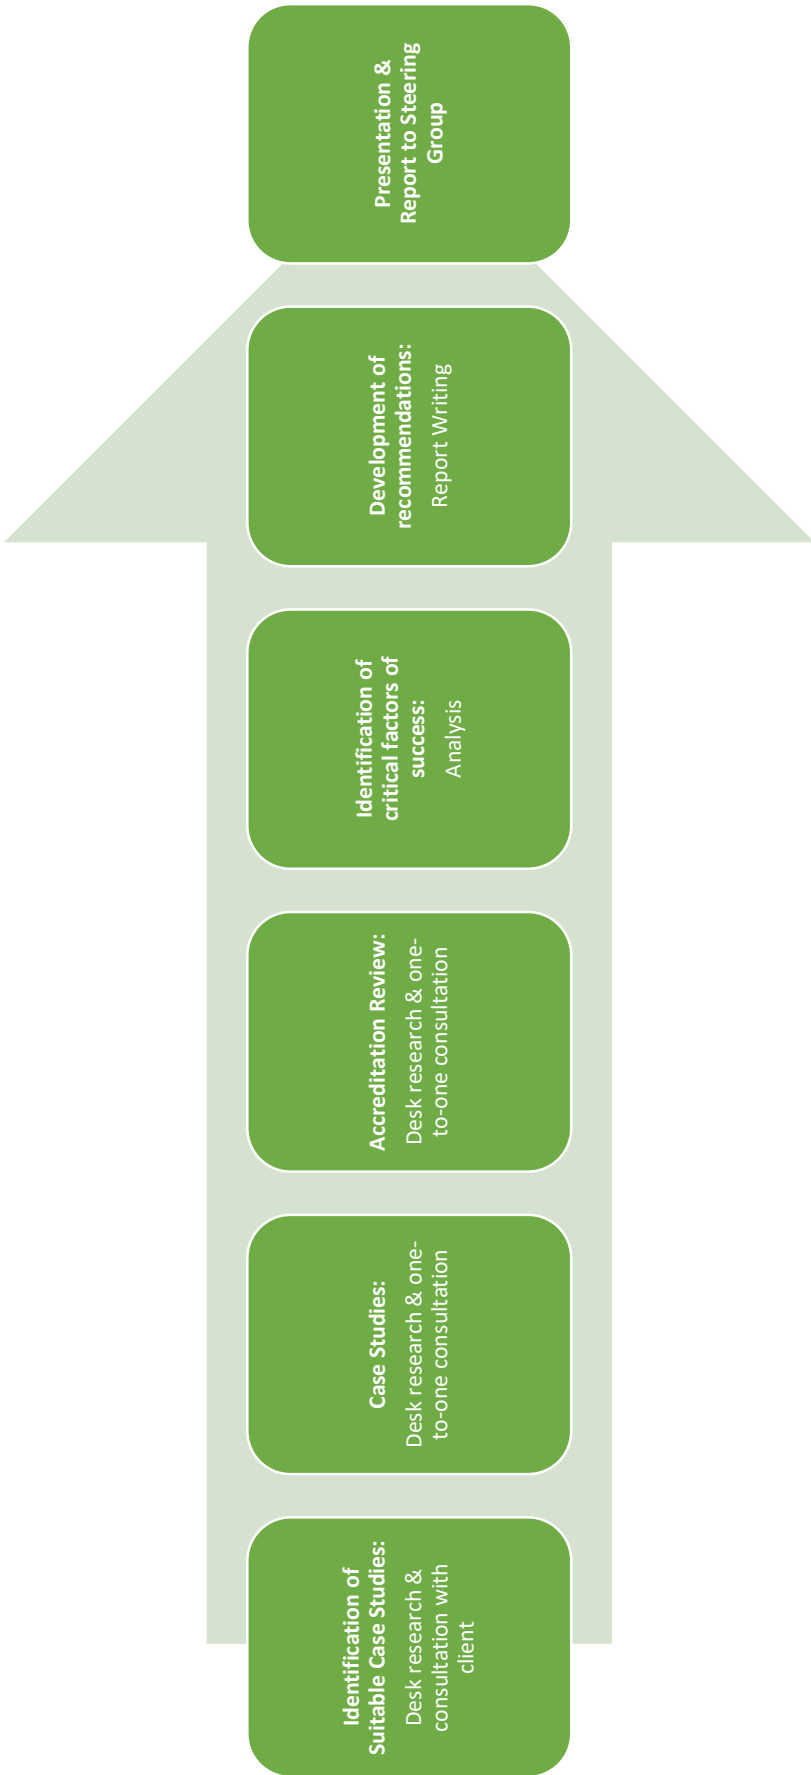 Identification of
Suitable Case Studies:
Desk research &
consultation with
client
Case Studies:
Desk research & one-
to-one consultation
Accreditation Review:
Desk research & one-
to-one consultation
Identification of
critical factors of
success:
Analysis
Development of
recommendations:
Report Writing
Presentation &
Report to Steering
Group